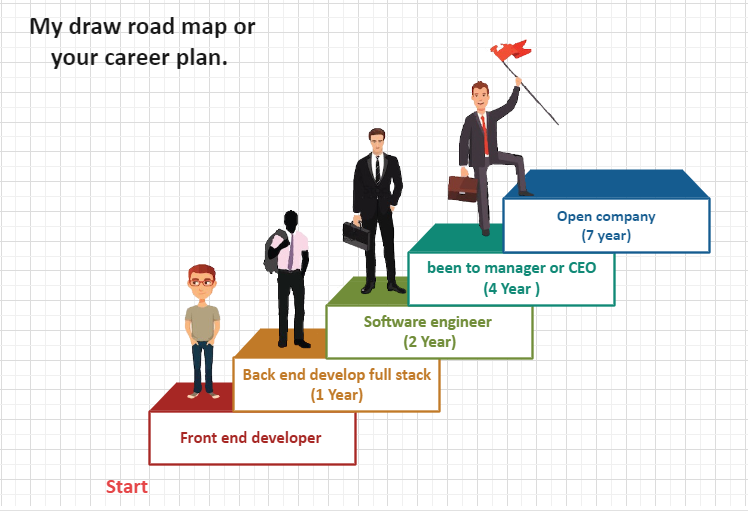 My draw road map or
your career plan.
Open company
(7 year)
been to manager or CEO
(4 Year )
Software engineer
(2 Year)
Back end develop full stack
(1 Year)
Front end developer
Start